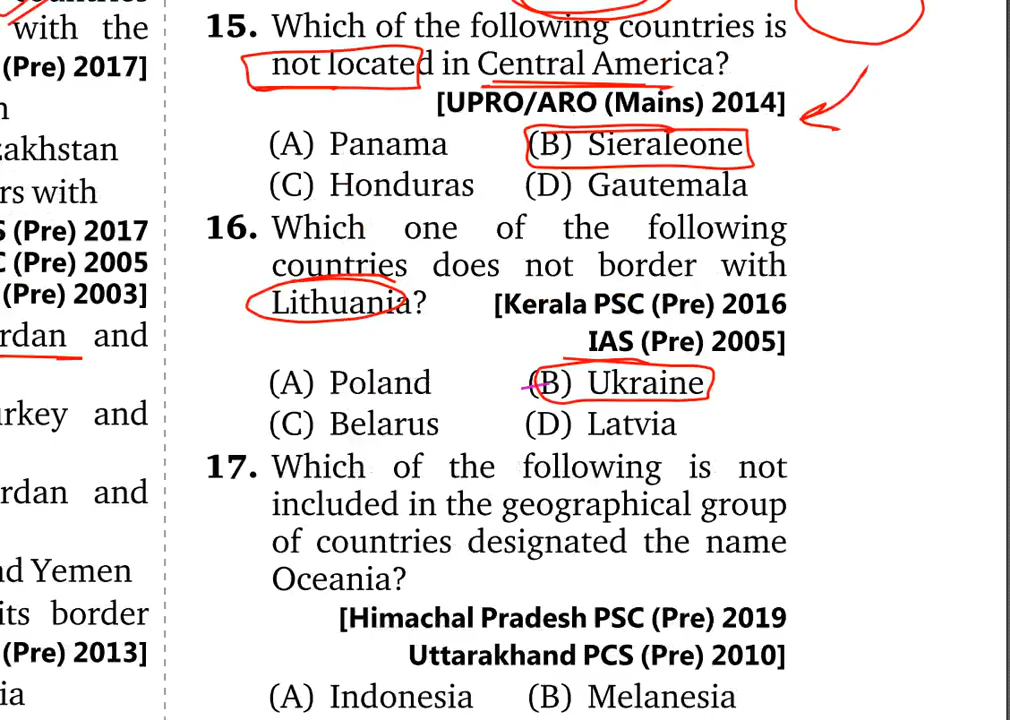 with the
(Pre) 2017]
zakhstan
rs with
S (Pre) 2017
C (Pre) 2005
(Pre) 2003]
rdan and
urkey and
rdan and
nd Yemen
its border
(Pre) 2013]
ia
15. Which of the following countries is
not located in Central America?
[UPRO/ARO (Mains) 2014]
(A) Panama (B) Sieraleone
(C) Honduras (D) Gautemala
16. Which one of the following
countries does not border with
Lithuania? [Kerala PSC (Pre) 2016
IAS (Pre) 2005]
(A) Poland (B) Ukraine
(C) Belarus (D) Latvia
17. Which of the following is not
included in the geographical group
of countries designated the name
Oceania?
[Himachal Pradesh PSC (Pre) 2019
Uttarakhand PCS (Pre) 2010]
(A) Indonesia (B) Melanesia